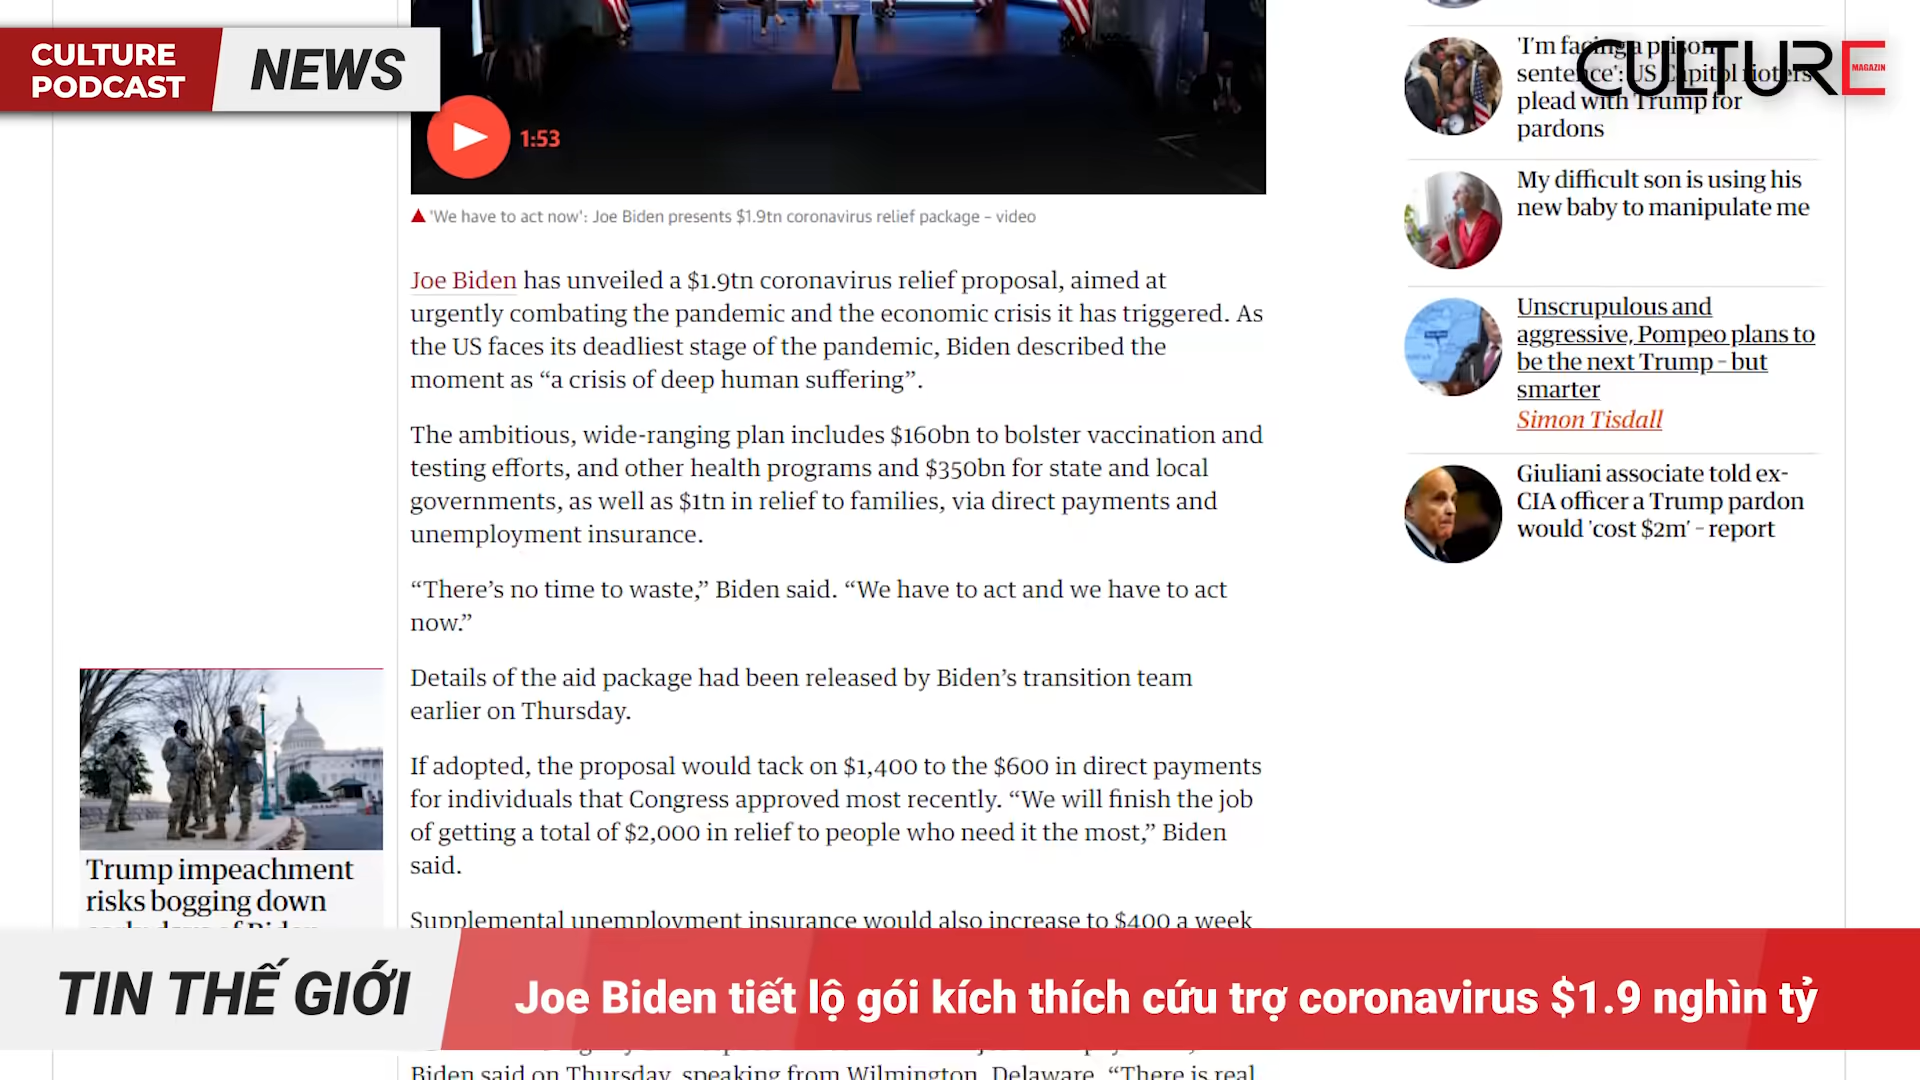 CULTURE
PODCAST
NEWS
1:53
'We have to act now': Joe Biden presents $1.9tn coronavirus relief package – video
Joe Biden has unveiled a $1.9tn coronavirus relief proposal, aimed at
urgently combating the pandemic and the economic crisis it has triggered. As
the US faces its deadliest stage of the pandemic, Biden described the
moment as “a crisis of deep human suffering”.
The ambitious, wide-ranging plan includes $160bn to bolster vaccination and
testing efforts, and other health programs and $350bn for state and local
governments, as well as $1tn in relief to families, via direct payments and
unemployment insurance.
“There’s no time to waste,” Biden said. “We have to act and we have to act
now.”
Details of the aid package had been released by Biden’s transition team
earlier on Thursday.
If adopted, the proposal would tack on $1,400 to the $600 in direct payments
for individuals that Congress approved most recently. “We will finish the job
of getting a total of $2,000 in relief to people who need it the most,” Biden
said.
Supplemental unemployment insurance would also increase to $400 a week
Biden said on Thursday, speaking from Wilmington, Delaware. “There is real
CULTURE
MAGAZIN
'I'm facing a prison
sentence': US Capitol rioters
plead with Trump for
pardons
My difficult son is using his
new baby to manipulate me
Unscrupulous and
aggressive, Pompeo plans to
be the next Trump – but
smarter
Simon Tisdall
Giuliani associate told ex-
CIA officer a Trump pardon
would 'cost $2m' – report
Trump impeachment
risks bogging down
early days of Biden
TIN THẾ GIỚI
Joe Biden tiết lộ gói kích thích cứu trợ coronavirus $1.9 nghìn tỷ